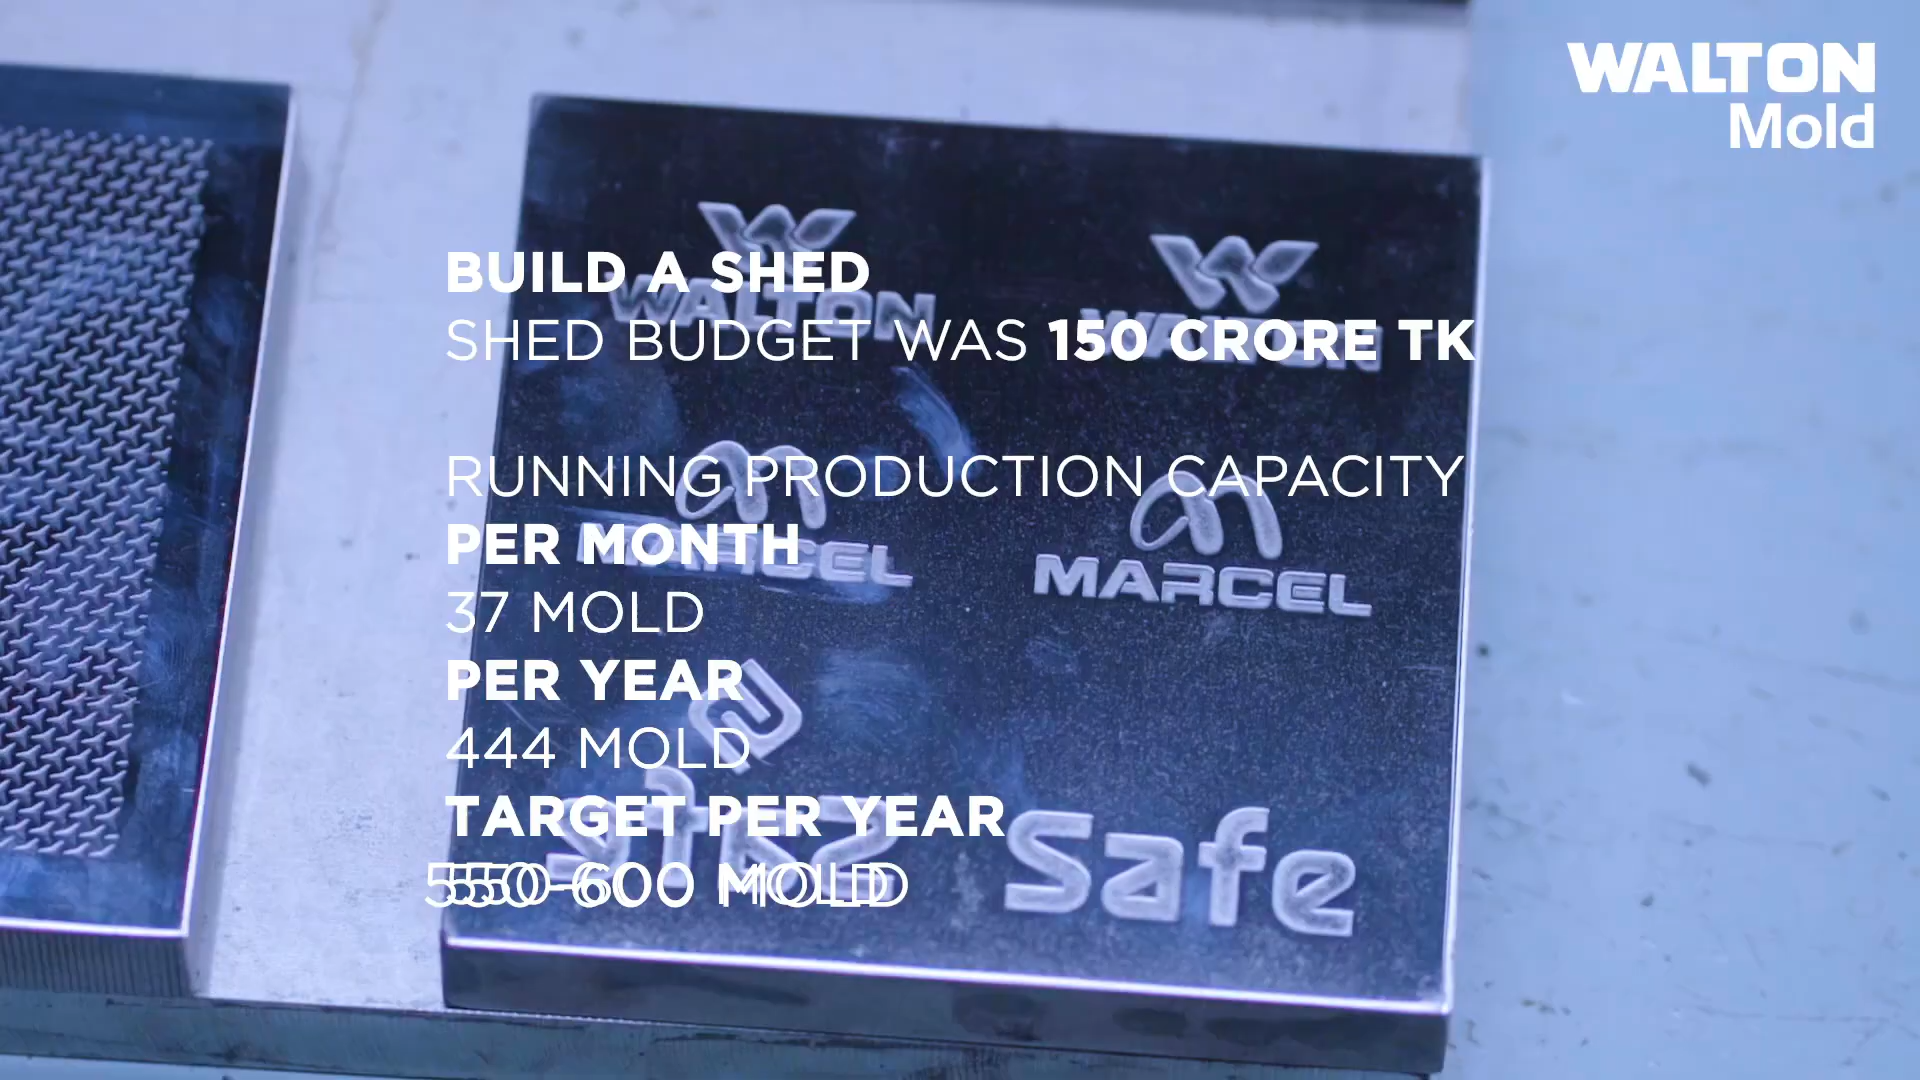 WALTON
Mold
BUILD A SHED
SHED BUDGET WAS 150 CRORE TK
RUNNING PRODUCTION CAPACITY
PER MONTH
37 MOLD
PER YEAR
444 MOLD
TARGET PER YEAR
550-600 MOLD
WALTON
WALTON
MARCEL
MARCEL
Safe